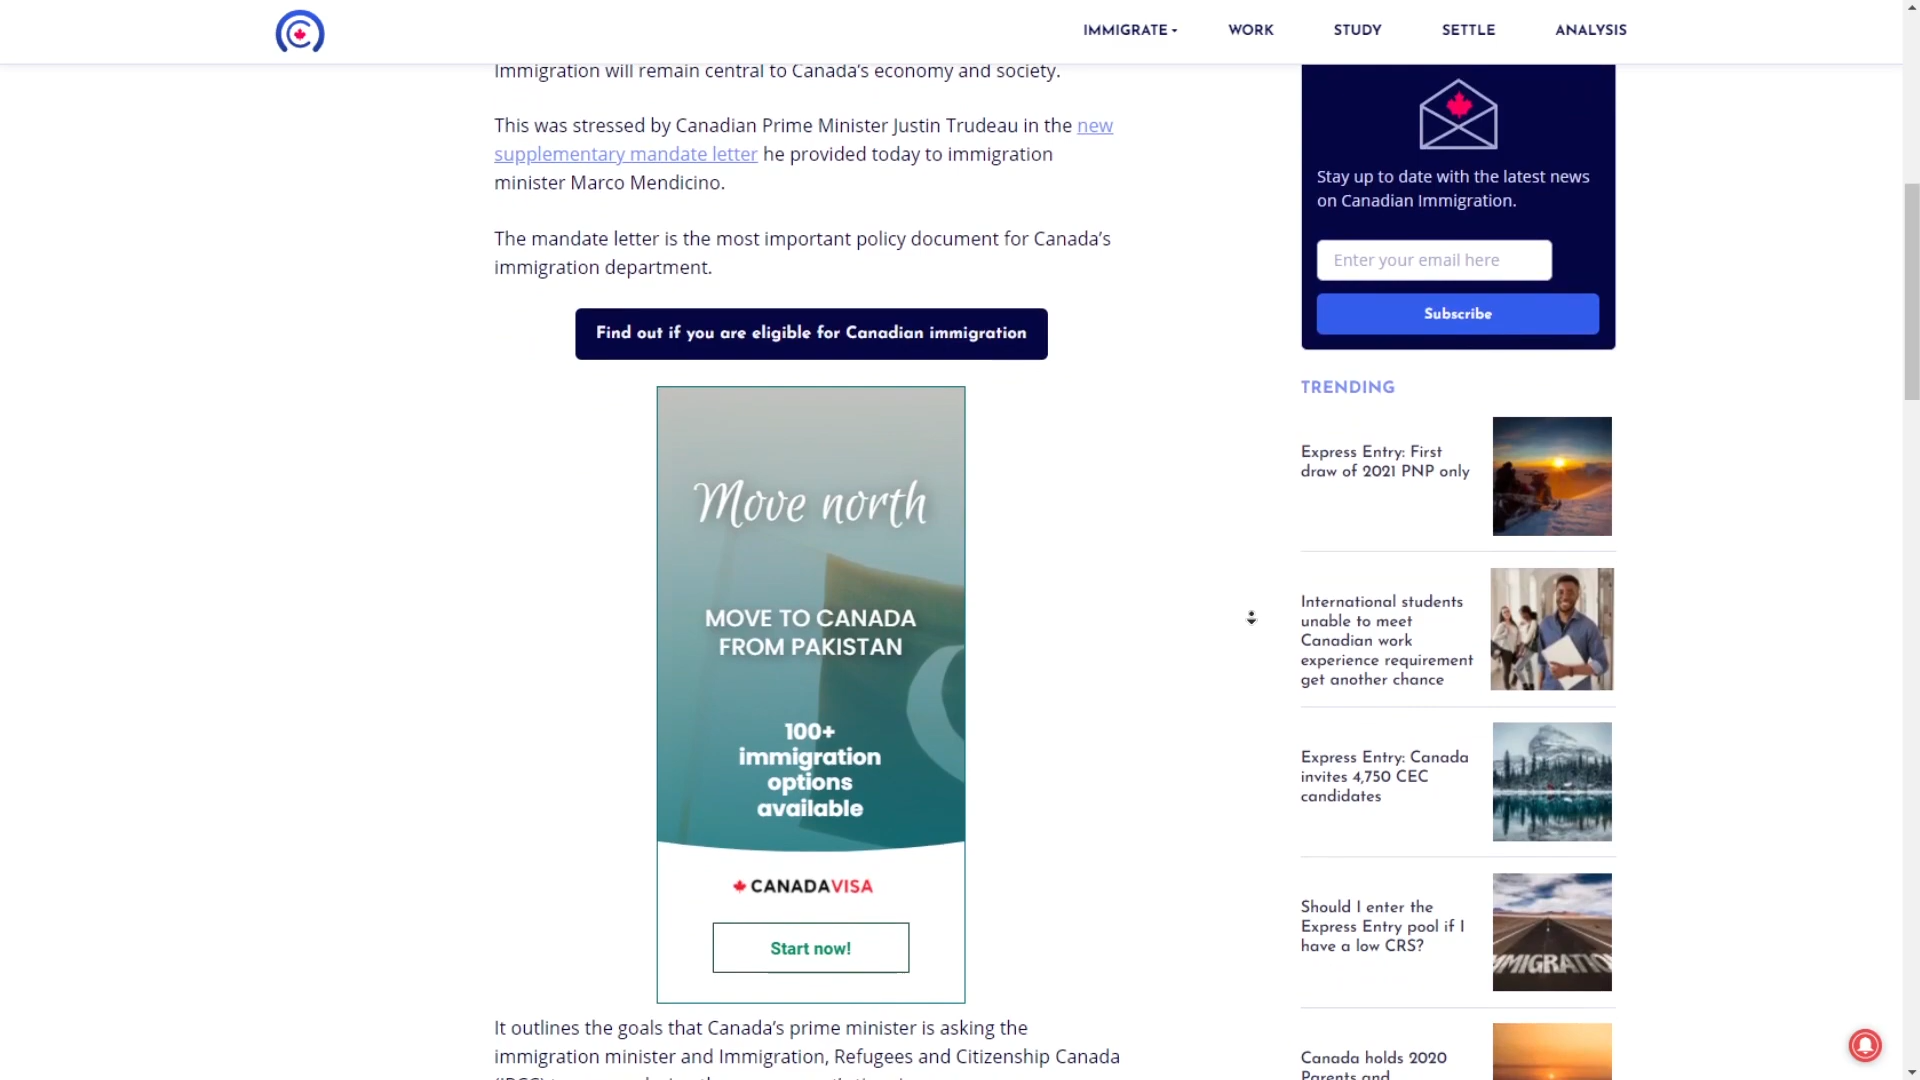 IMMIGRATE
WORK
STUDY
SETTLE
ANALYSIS
Immigration will remain central to Canada's economy and society.
This was stressed by Canadian Prime Minister Justin Trudeau in the new
supplementary mandate letter he provided today to immigration
minister Marco Mendicino.
The mandate letter is the most important policy document for Canada's
immigration department.
Find out if you are eligible for Canadian immigration
Move north
MOVE TO CANADA
FROM PAKISTAN
100+
immigration
options
available
CANADAVISA
Start now!
It outlines the goals that Canada's prime minister is asking the
immigration minister and Immigration, Refugees and Citizenship Canada
Stay up to date with the latest news
on Canadian Immigration.
Enter your email here
Subscribe
TRENDING
Express Entry: First
draw of 2021 PNP only
International students
unable to meet
Canadian work
experience requirement
get another chance
Express Entry: Canada
invites 4,750 CEC
candidates
Should I enter the
Express Entry pool if I
have a low CRS?
MMIGRATIO
Canada holds 2020
Parents and